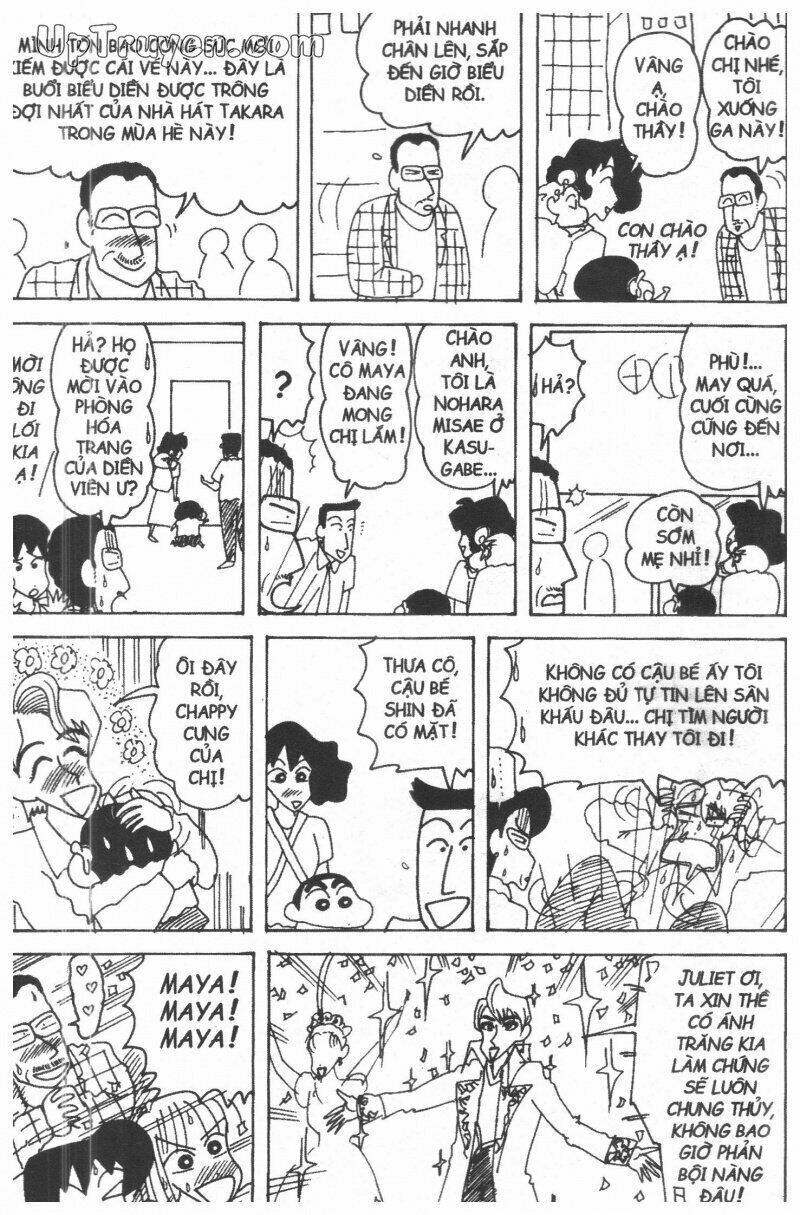 UpTruyen.com
CHÀO
CHỊ NHÉ,
TÔI
XUỐNG
GA NÀY!
VÂNG
Ạ,
CHÀO
THẦY!
CON CHÀO
THẦY Ạ!
PHẢI NHANH
CHÂN LÊN, SẮP
ĐẾN GIỜ BIỂU
DIỄN RỒI.
MÌNH TỐN BAO CÔNG SỨC MỚI
KIẾM ĐƯỢC CÁI VÉ NÀY... ĐÂY LÀ
BUỔI BIỂU DIỄN ĐƯỢC TRÔNG
ĐỢI NHẤT CỦA NHÀ HÁT TAKARA
TRONG MÙA HÈ NÀY!
PHÙ!...
MAY QUÁ,
CUỐI CÙNG
CŨNG ĐẾN
NƠI...
CÒN
SỚM
MẸ NHỈ!
HẢ?
CHÀO
ANH,
TÔI LÀ
NOHARA
MISAE Ở
KASU-
GABE...
VÂNG!
CÔ MAYA
ĐANG
MONG
CHỊ LẮM!
?
HẢ? HỌ
ĐƯỢC
MỜI VÀO
PHÒNG
HÓA
TRANG
CỦA DIỄN
VIÊN Ư?
MỜI
ÔNG
ĐI
LỐI
KIA
Ạ!
KHÔNG CÓ CẬU BÉ ẤY TÔI
KHÔNG ĐỦ TỰ TIN LÊN SÂN
KHẤU ĐÂU... CHỊ TÌM NGƯỜI
KHÁC THAY TÔI ĐI!
THƯA CÔ,
CẬU BÉ
SHIN ĐÃ
CÓ MẶT!
ÔI ĐÂY
RỒI,
CHAPPY
CƯNG
CỦA
CHỊ!
JULIET ƠI,
TA XIN THỀ
CÓ ÁNH
TRĂNG KIA
LÀM CHỨNG
SẼ LUÔN
CHUNG THỦY,
KHÔNG BAO
GIỜ PHẢN
BỘI NÀNG
ĐÂU!
MAYA!
MAYA!
MAYA!